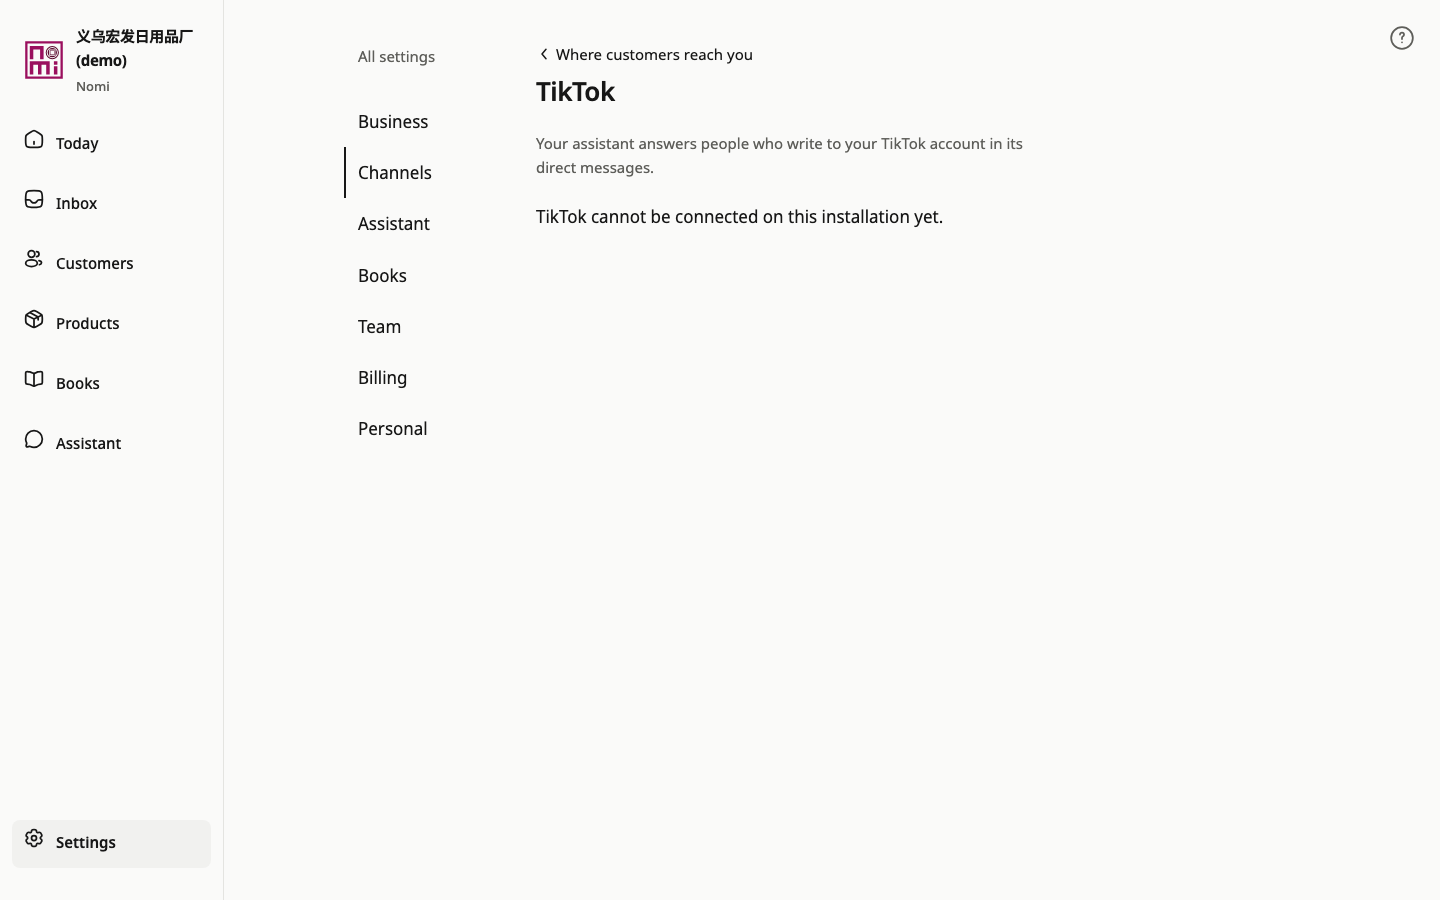 义乌宏发日用品厂
(demo)
Nomi
Today
Inbox
Customers
Products
Books
Assistant
Settings
All settings
Business
Channels
Assistant
Books
Team
Billing
Personal
Where customers reach you
TikTok
Your assistant answers people who write to your TikTok account in its
direct messages.
TikTok cannot be connected on this installation yet.